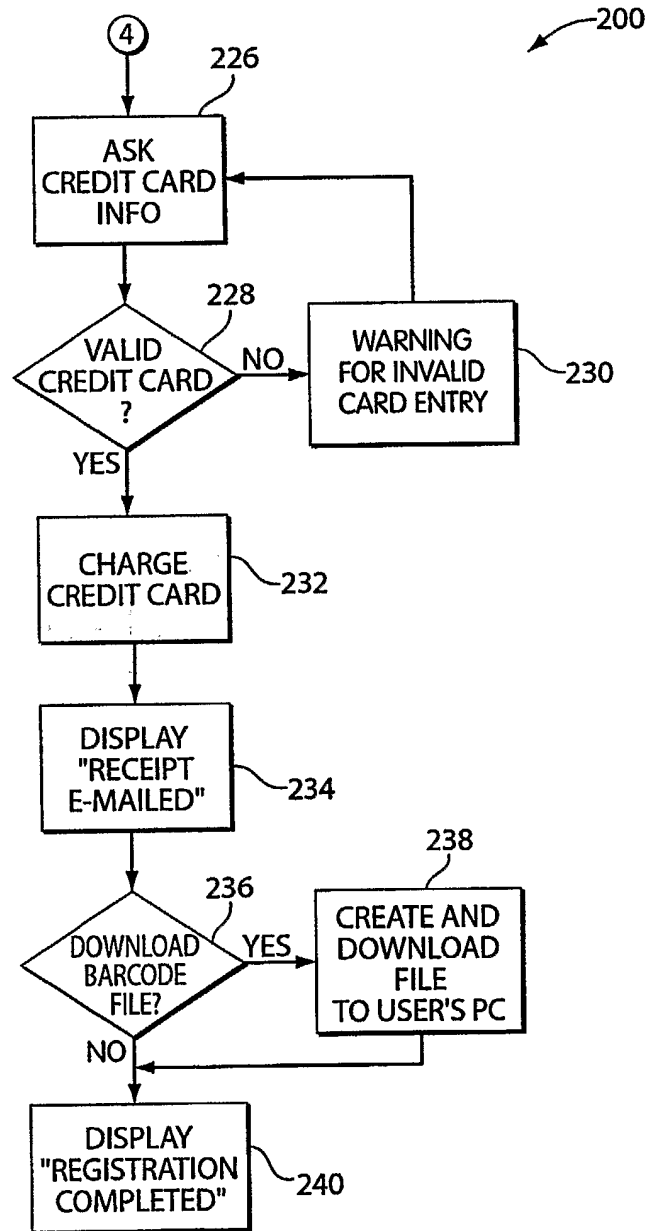 4
200
226
ASK
CREDIT CARD
INFO
228
VALID
CREDIT CARD
?
NO
WARNING
FOR INVALID
CARD ENTRY
230
YES
CHARGE
CREDIT CARD
232
DISPLAY
"RECEIPT
E-MAILED"
234
236
DOWNLOAD
BARCODE
FILE?
YES
238
CREATE AND
DOWNLOAD
FILE
TO USER'S PC
NO
DISPLAY
"REGISTRATION
COMPLETED"
240